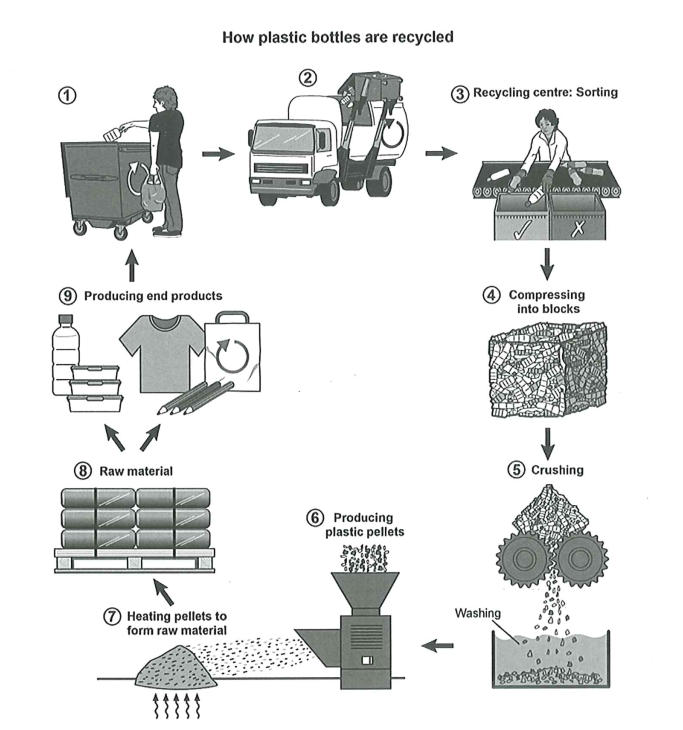 How plastic bottles are recycled
1
2
3 Recycling centre: Sorting
4 Compressing
into blocks
5 Crushing
Washing
6 Producing
plastic pellets
7 Heating pellets to
form raw material
8 Raw material
9 Producing end products